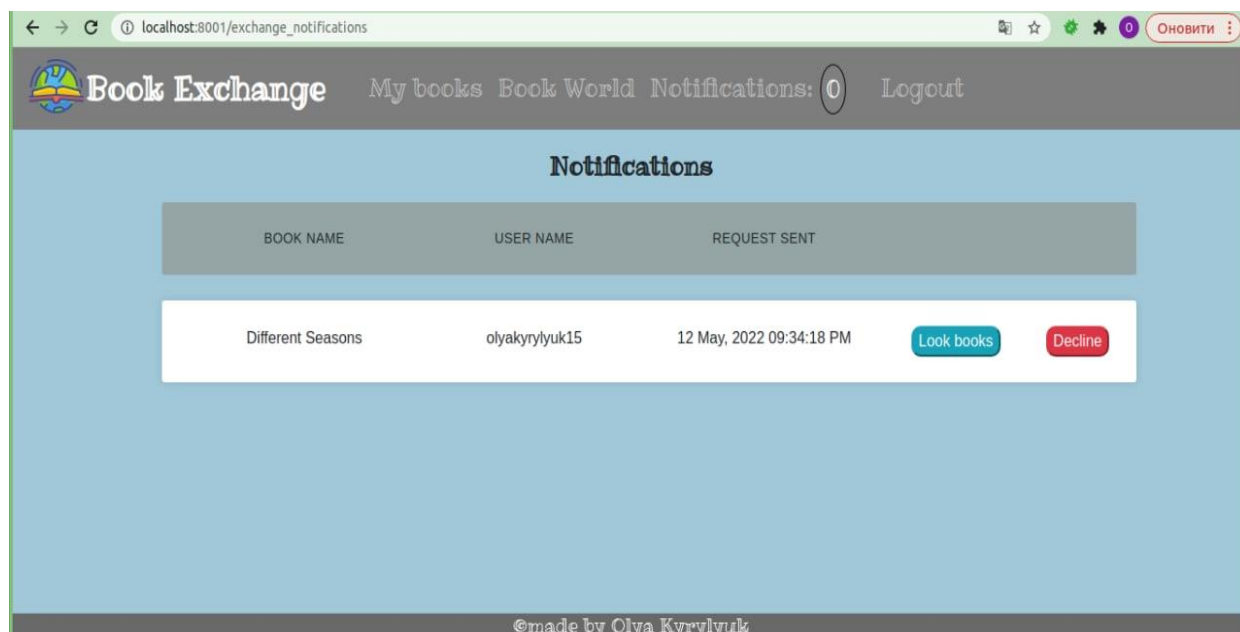 localhost:8001/exchange_notifications O Оновити
Book Exchange My books Book World Notifications: 0 Logout
Notifications
BOOK NAME USER NAME REQUEST SENT
Different Seasons olyakyrylyuk15 12 May, 2022 09:34:18 PM Look books Decline
©made by Olya Kyrylyuk